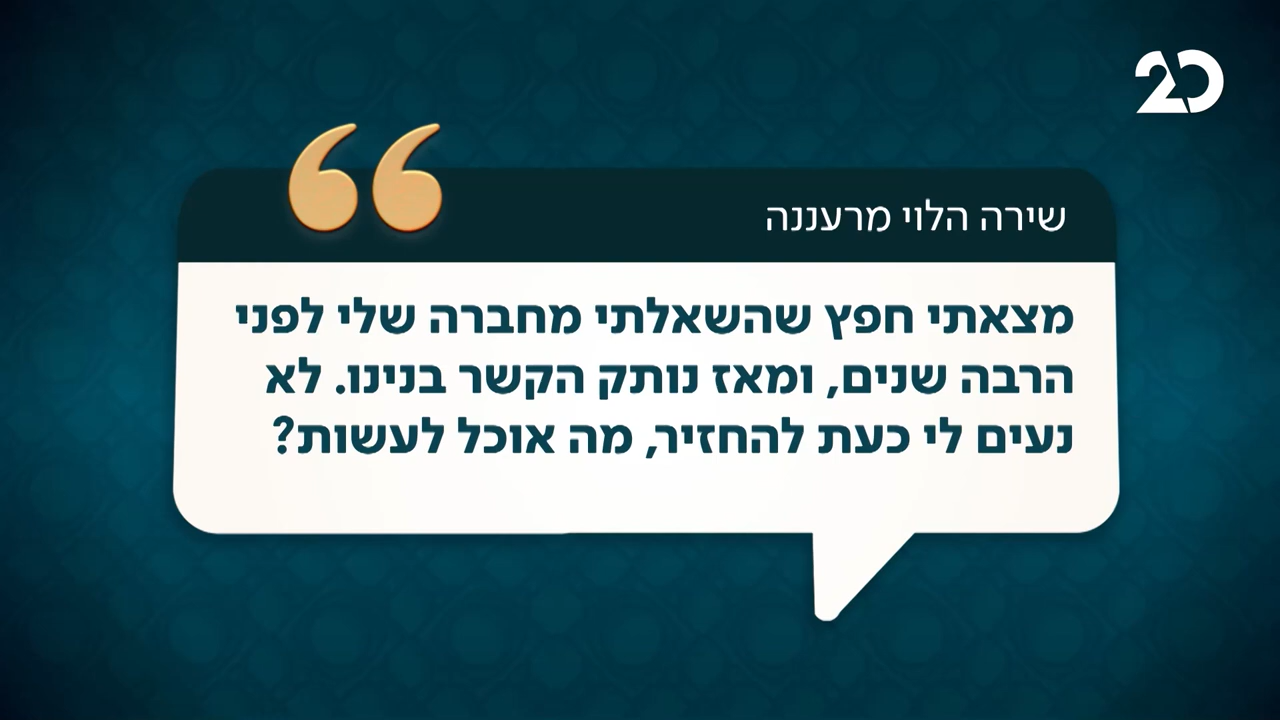 20
שירה הלוי מרעננה
מצאתי חפץ שהשאלתי מחברה שלי לפני
הרבה שנים, ומאז נותק הקשר בנינו. לא
נעים לי כעת להחזיר, מה אוכל לעשות?